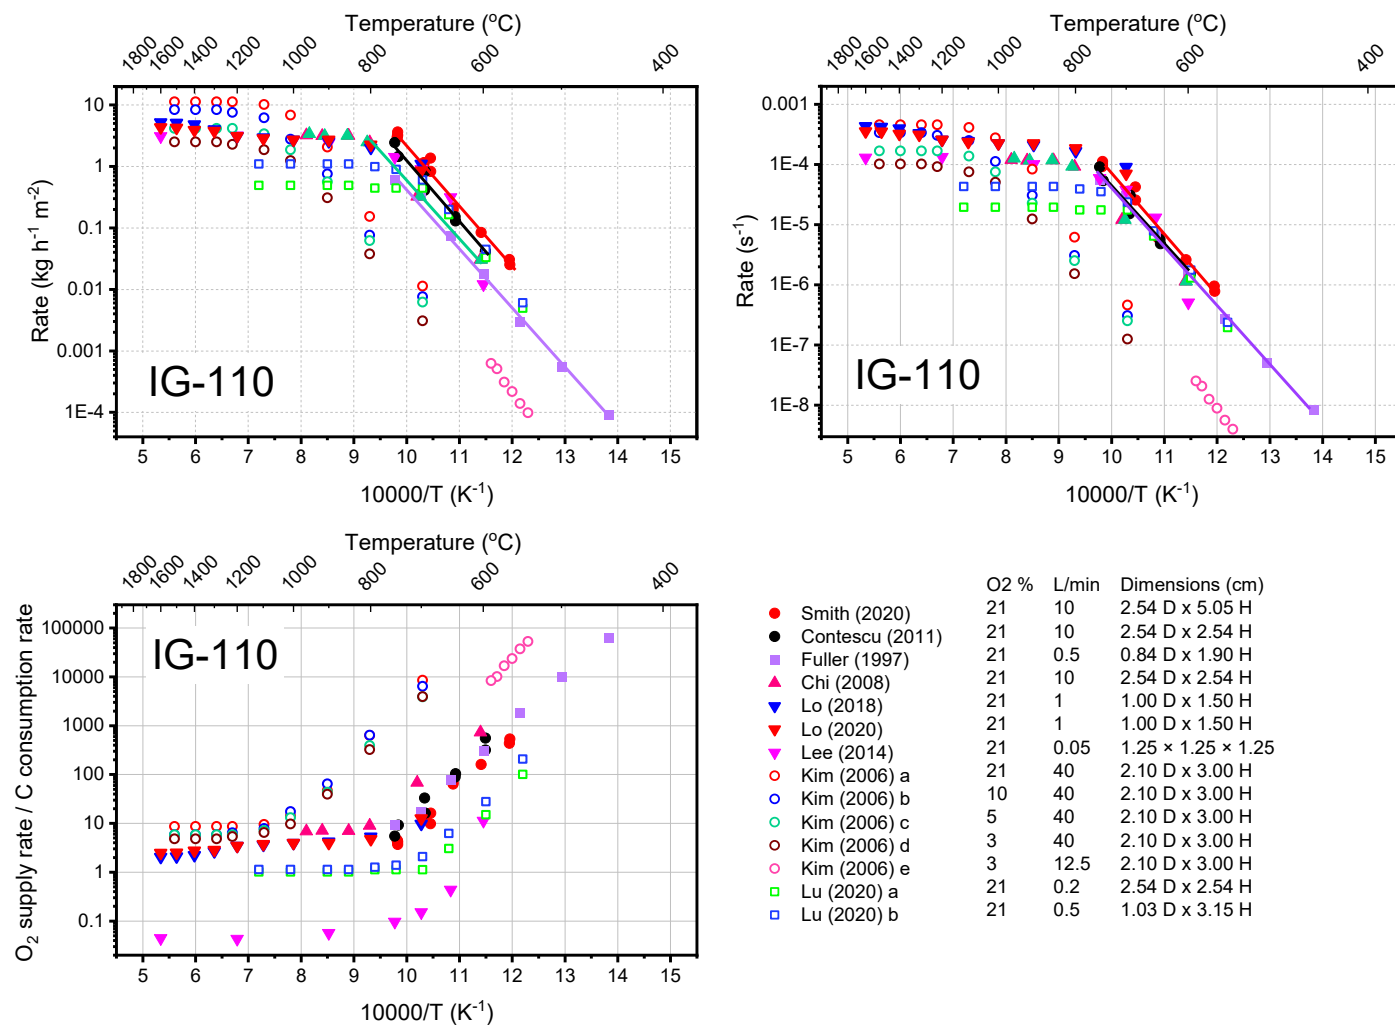 Temperature (°C)
1800 1600 1400 1200 1000 800 600 400
10
1
0.1
0.01
0.001
1E-4
Rate (kg h⁻¹ m⁻²)
IG-110
5 6 7 8 9 10 11 12 13 14 15
10000/T (K⁻¹)
Temperature (°C)
1800 1600 1400 1200 1000 800 600 400
0.001
1E-4
1E-5
1E-6
1E-7
1E-8
Rate (s⁻¹)
IG-110
5 6 7 8 9 10 11 12 13 14 15
10000/T (K⁻¹)
Temperature (°C)
1800 1600 1400 1200 1000 800 600 400
100000
10000
1000
100
10
1
0.1
O₂ supply rate / C consumption rate
IG-110
5 6 7 8 9 10 11 12 13 14 15
10000/T (K⁻¹)
O2 % L/min Dimensions (cm)
Smith (2020) 21 10 2.54 D x 5.05 H
Contescu (2011) 21 10 2.54 D x 2.54 H
Fuller (1997) 21 0.5 0.84 D x 1.90 H
Chi (2008) 21 10 2.54 D x 2.54 H
Lo (2018) 21 1 1.00 D x 1.50 H
Lo (2020) 21 1 1.00 D x 1.50 H
Lee (2014) 21 0.05 1.25 × 1.25 × 1.25
Kim (2006) a 21 40 2.10 D x 3.00 H
Kim (2006) b 10 40 2.10 D x 3.00 H
Kim (2006) c 5 40 2.10 D x 3.00 H
Kim (2006) d 3 40 2.10 D x 3.00 H
Kim (2006) e 3 12.5 2.10 D x 3.00 H
Lu (2020) a 21 0.2 2.54 D x 2.54 H
Lu (2020) b 21 0.5 1.03 D x 3.15 H